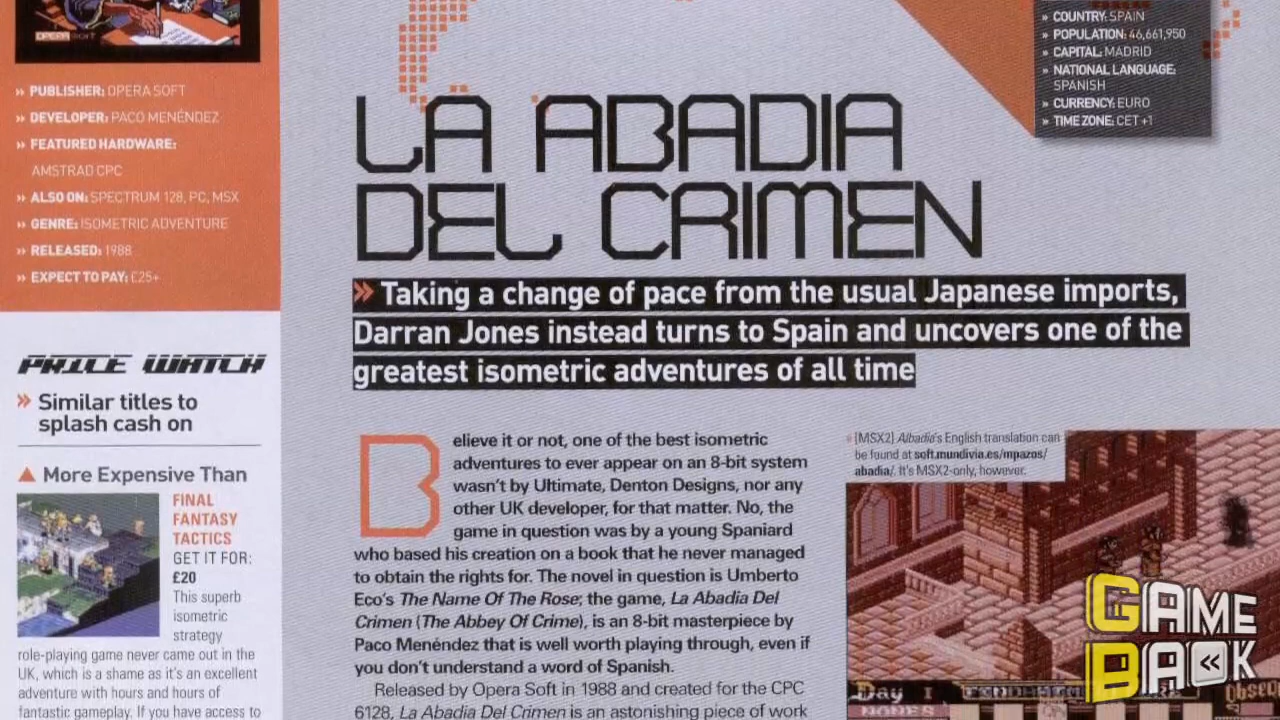 OPERA SOFT
» PUBLISHER: OPERA SOFT
» DEVELOPER: PACO MENÉNDEZ
» FEATURED HARDWARE:
AMSTRAD CPC
» ALSO ON: SPECTRUM 128, PC, MSX
» GENRE: ISOMETRIC ADVENTURE
» RELEASED: 1988
» EXPECT TO PAY: £25+
PRICE WATCH
» Similar titles to
splash cash on
▲ More Expensive Than
FINAL
FANTASY
TACTICS
GET IT FOR:
£20
This superb
isometric
strategy
role-playing game never came out in the
UK, which is a shame as it's an excellent
adventure with hours and hours of
fantastic gameplay. If you have access to
» COUNTRY: SPAIN
» POPULATION: 46,661,950
» CAPITAL: MADRID
» NATIONAL LANGUAGE:
SPANISH
» CURRENCY: EURO
» TIME ZONE: CET +1
LA ABADIA
DEL CRIMEN
» Taking a change of pace from the usual Japanese imports,
Darran Jones instead turns to Spain and uncovers one of the
greatest isometric adventures of all time
Believe it or not, one of the best isometric
adventures to ever appear on an 8-bit system
wasn't by Ultimate, Denton Designs, nor any
other UK developer, for that matter. No, the
game in question was by a young Spaniard
who based his creation on a book that he never managed
to obtain the rights for. The novel in question is Umberto
Eco's The Name Of The Rose; the game, La Abadia Del
Crimen (The Abbey Of Crime), is an 8-bit masterpiece by
Paco Menéndez that is well worth playing through, even if
you don't understand a word of Spanish.
Released by Opera Soft in 1988 and created for the CPC
6128, La Abadia Del Crimen is an astonishing piece of work
» [MSX2] Albadia's English translation can
be found at soft.mundivia.es/mpazos/
abadia/. It's MSX2-only, however.
Day I
NONES
Obseq
GAME
BACK